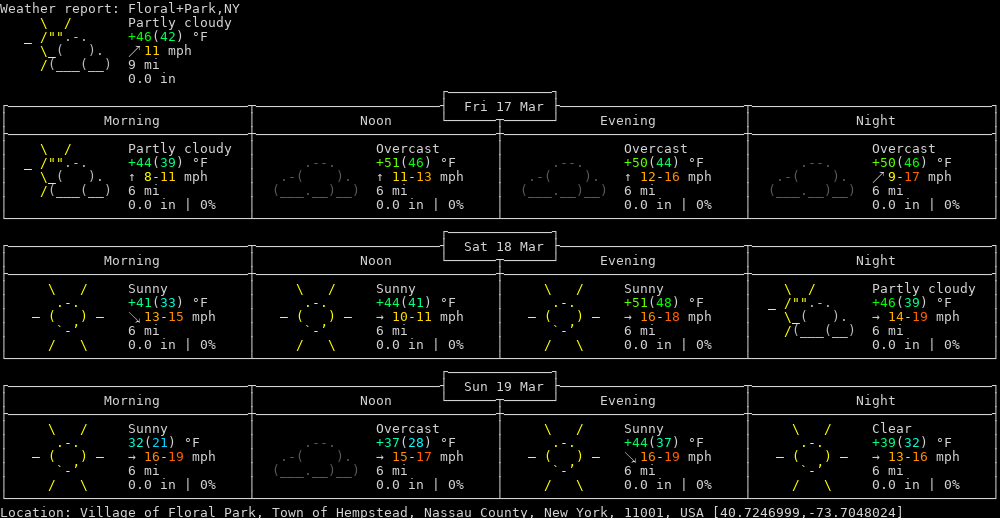 Weather report: Floral+Park,NY
Partly cloudy
+46(42) °F
↗ 11 mph
9 mi
0.0 in
Fri 17 Mar
Morning Noon Evening Night
Partly cloudy Overcast Overcast Overcast
+44(39) °F +51(46) °F +50(44) °F +50(46) °F
↑ 8-11 mph ↑ 11-13 mph ↑ 12-16 mph ↗ 9-17 mph
6 mi 6 mi 6 mi 6 mi
0.0 in | 0% 0.0 in | 0% 0.0 in | 0% 0.0 in | 0%
Sat 18 Mar
Morning Noon Evening Night
Sunny Sunny Sunny Partly cloudy
+41(33) °F +44(41) °F +51(48) °F +46(39) °F
↘ 13-15 mph → 10-11 mph → 16-18 mph → 14-19 mph
6 mi 6 mi 6 mi 6 mi
0.0 in | 0% 0.0 in | 0% 0.0 in | 0% 0.0 in | 0%
Sun 19 Mar
Morning Noon Evening Night
Sunny Overcast Sunny Clear
32(21) °F +37(28) °F +44(37) °F +39(32) °F
→ 16-19 mph → 15-17 mph ↘ 16-19 mph → 13-16 mph
6 mi 6 mi 6 mi 6 mi
0.0 in | 0% 0.0 in | 0% 0.0 in | 0% 0.0 in | 0%
Location: Village of Floral Park, Town of Hempstead, Nassau County, New York, 11001, USA [40.7246999,-73.7048024]